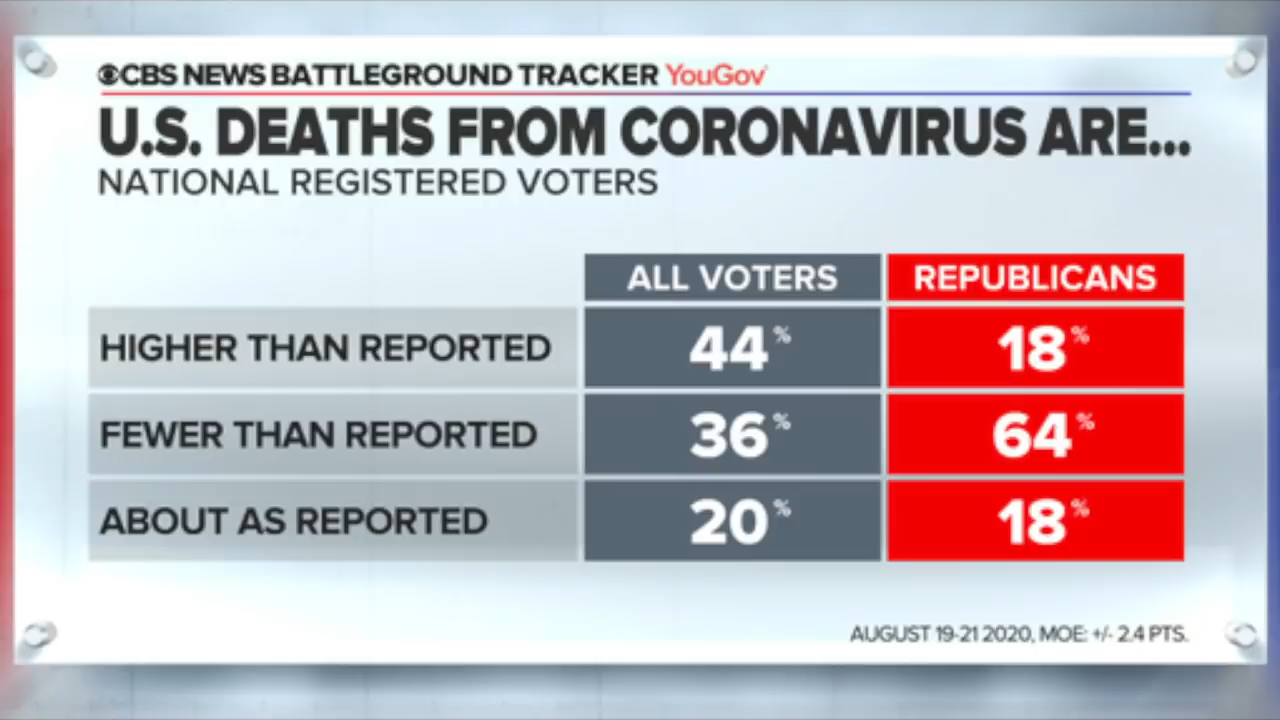 CBS NEWS BATTLEGROUND TRACKER YouGov
U.S. DEATHS FROM CORONAVIRUS ARE...
NATIONAL REGISTERED VOTERS
ALL VOTERS REPUBLICANS
HIGHER THAN REPORTED 44% 18%
FEWER THAN REPORTED 36% 64%
ABOUT AS REPORTED 20% 18%
AUGUST 19-21 2020, MOE: +/- 2.4 PTS.